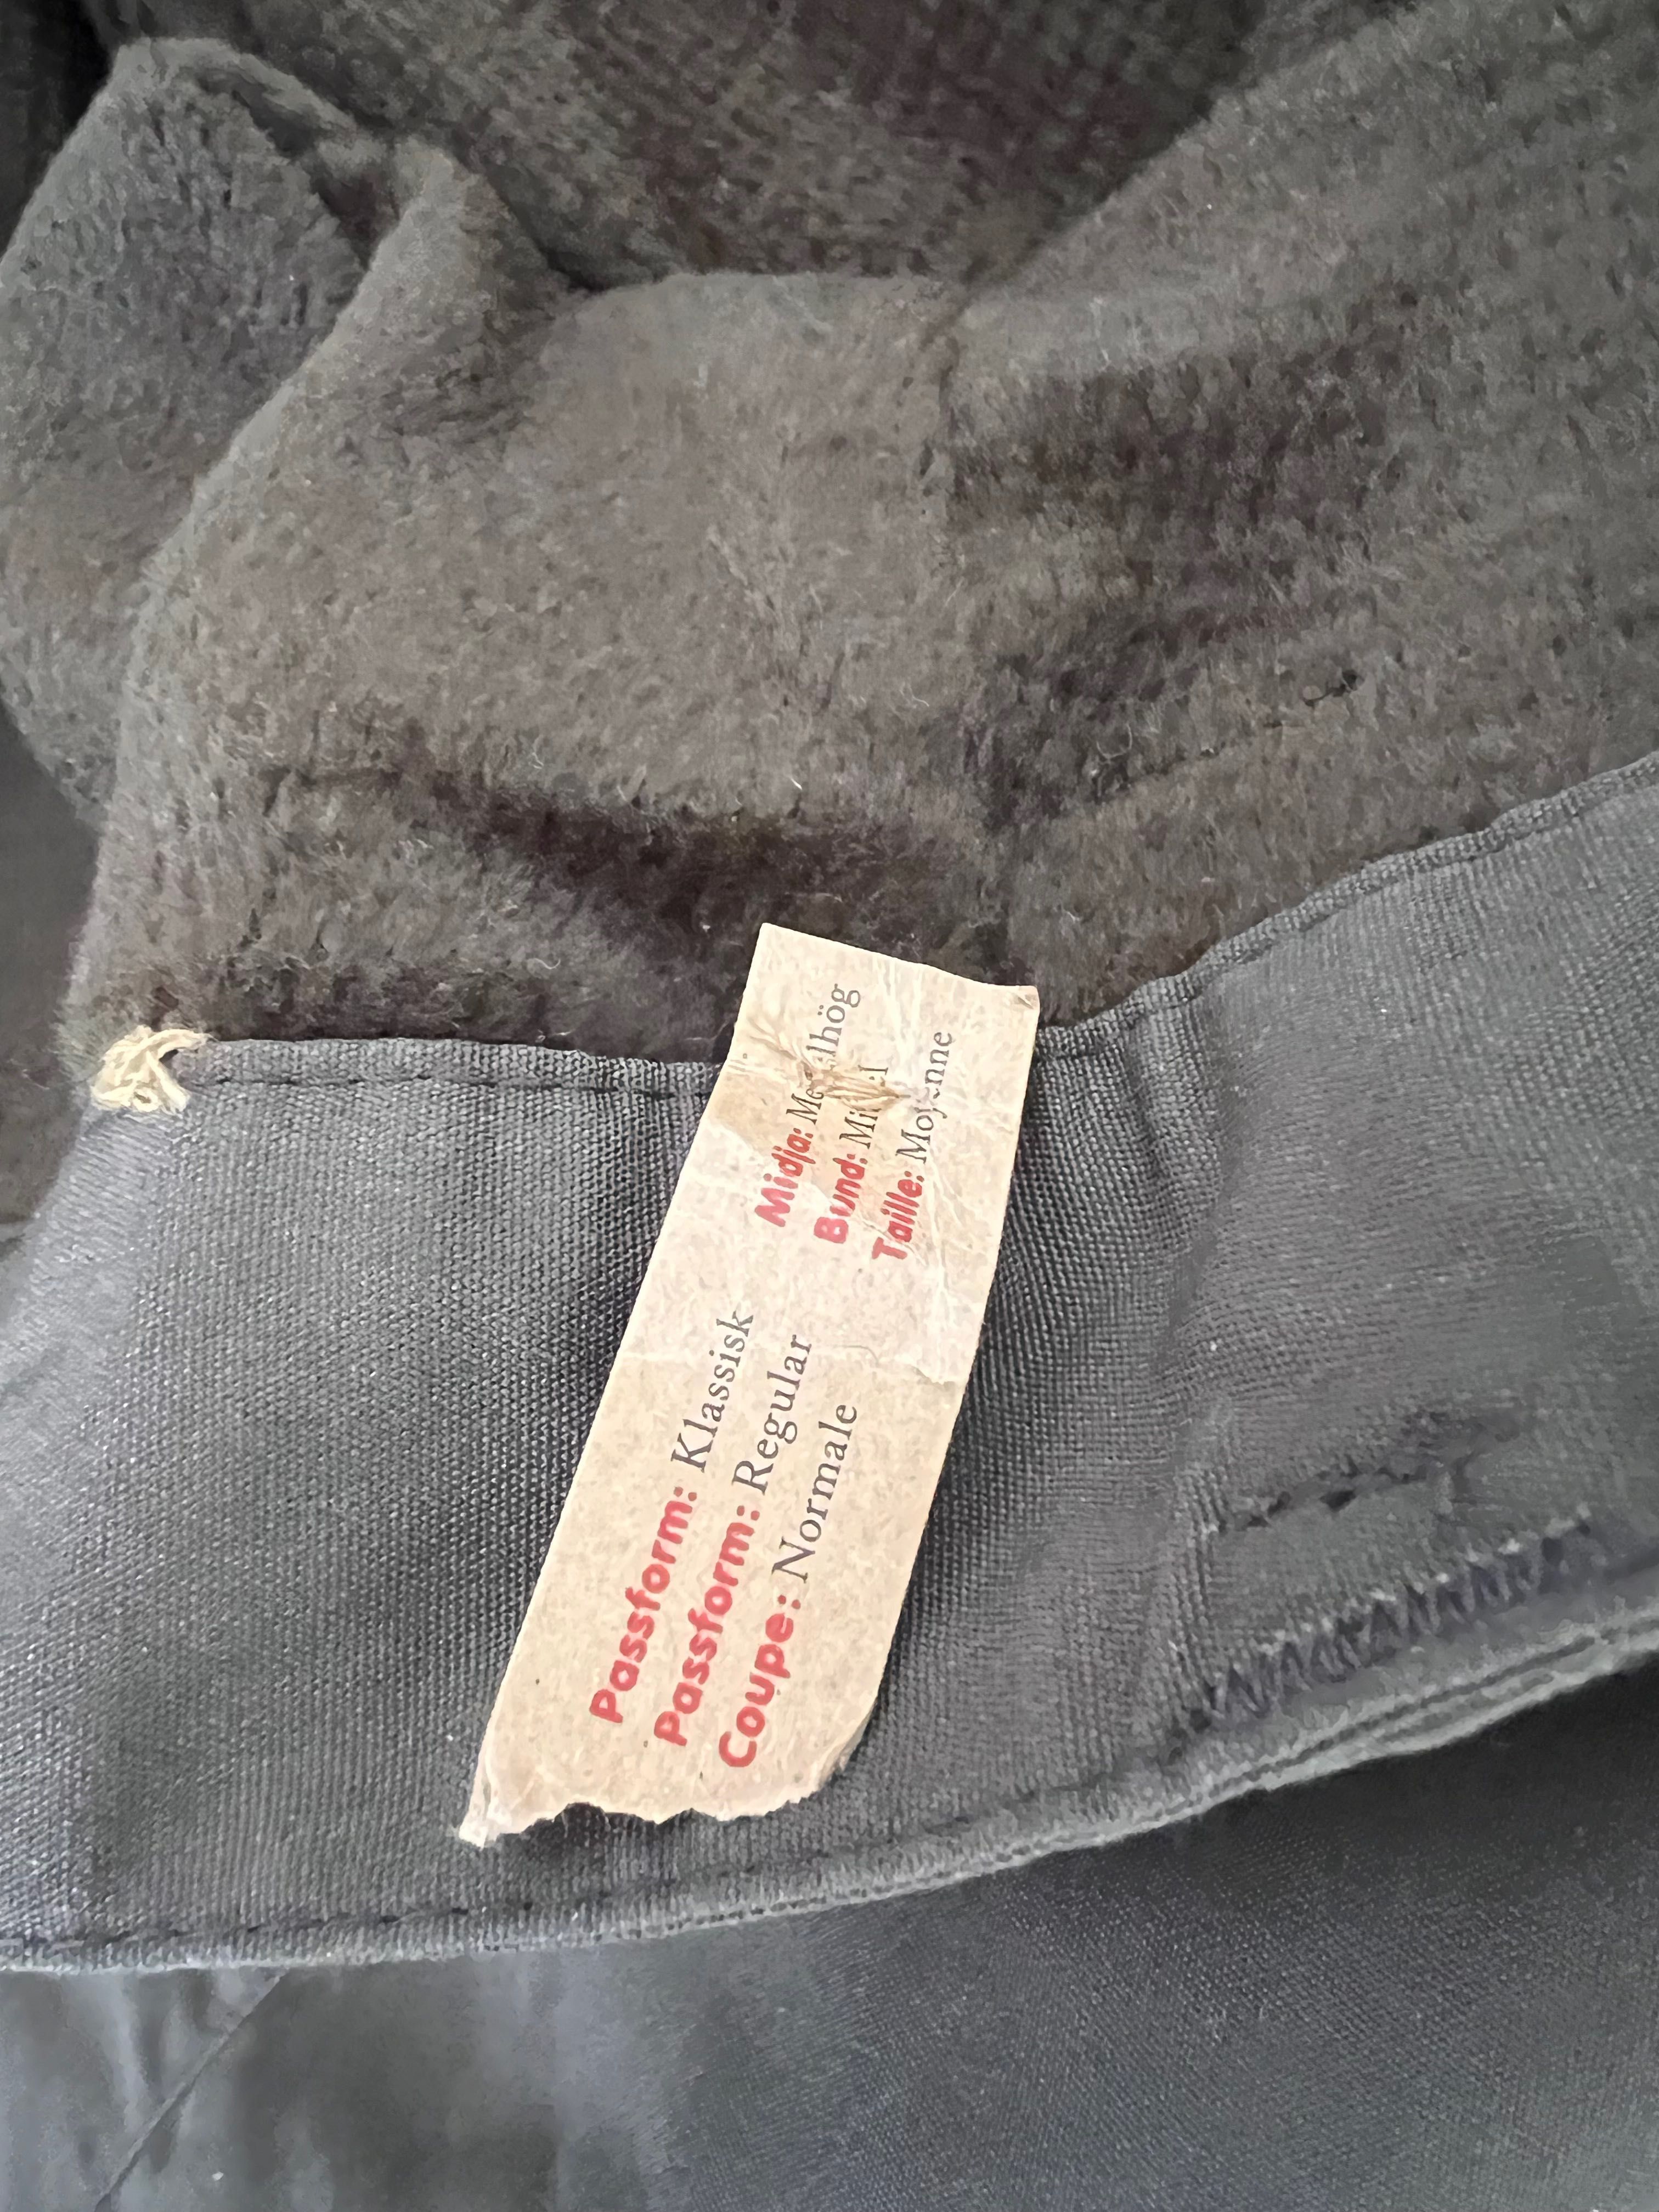 Passform: Klassisk
Passform: Regular
Coupe: Normale
Midja:
Bund:
Taille: Moyenne